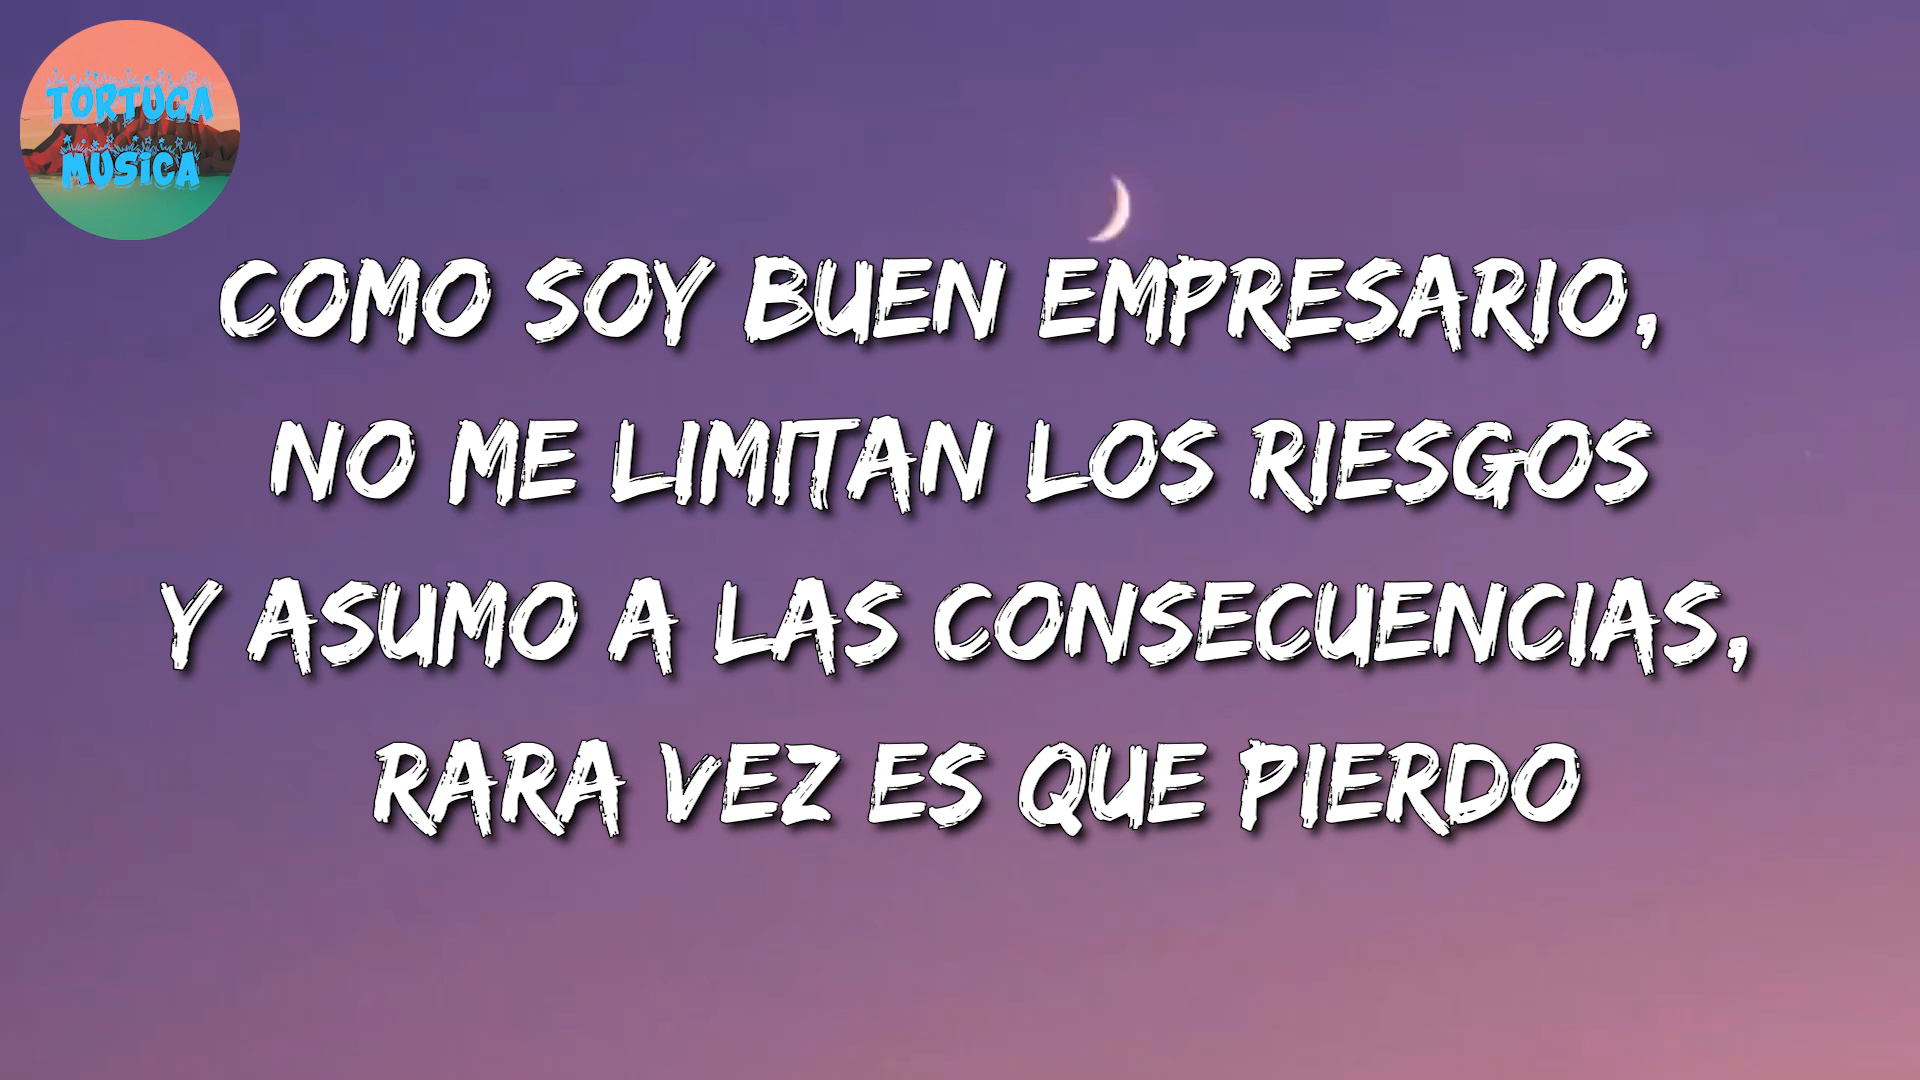 TORTUGA
MUSICA
COMO SOY BUEN EMPRESARIO,
NO ME LIMITAN LOS RIESGOS
Y ASUMO A LAS CONSECUENCIAS,
RARA VEZ ES QUE PIERDO